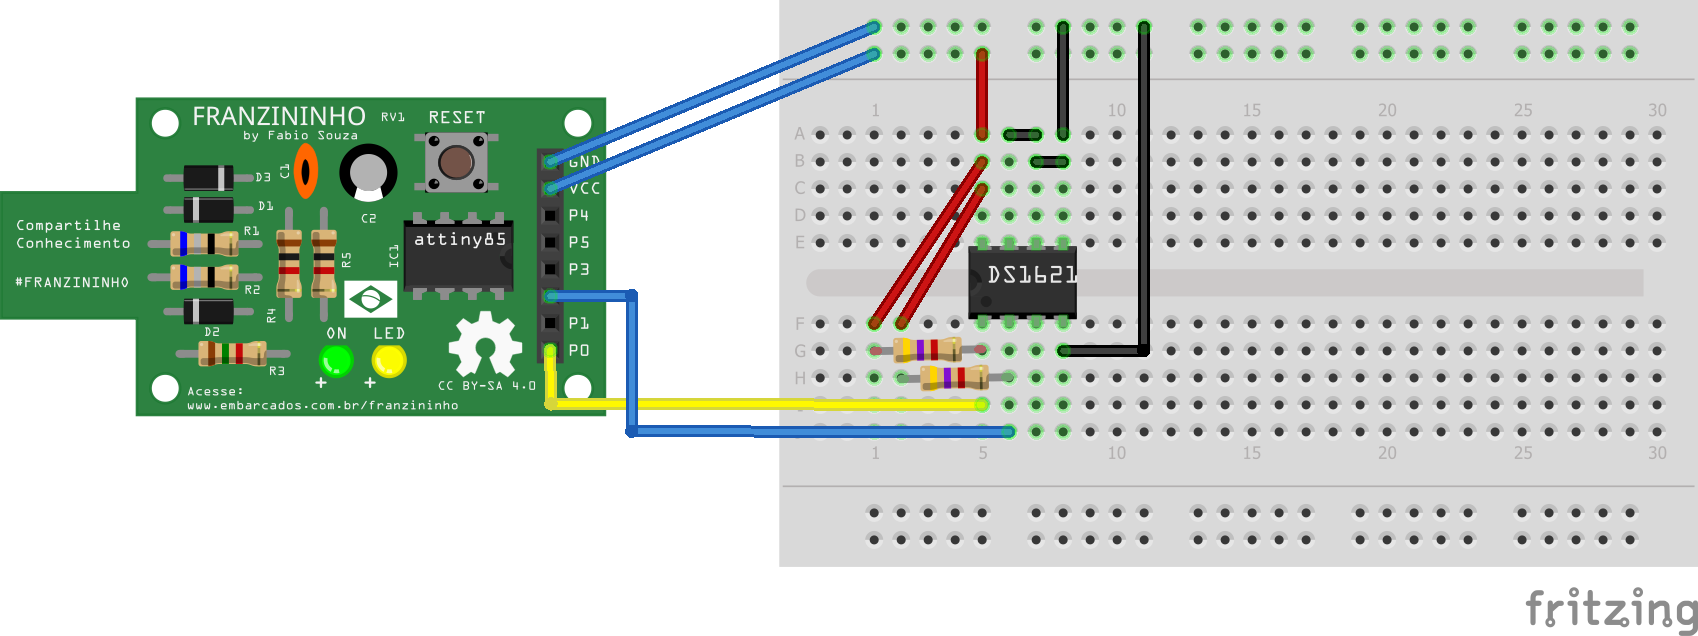 FRANZININHO
by Fabio Souza
RV1
RESET
C1
D3
D1
C2
GND
VCC
P4
P5
P3
P1
P0
Compartilhe
Conhecimento
#FRANZININHO
R1
R2
R4
R5
IC1
attiny85
D2
ON
LED
+
+
R3
CC BY-SA 4.0
Acesse:
www.embarcados.com.br/franzininho
1
10
15
20
25
30
A
B
C
D
E
DS1621
F
G
H
1
5
10
15
20
25
30
fritzing